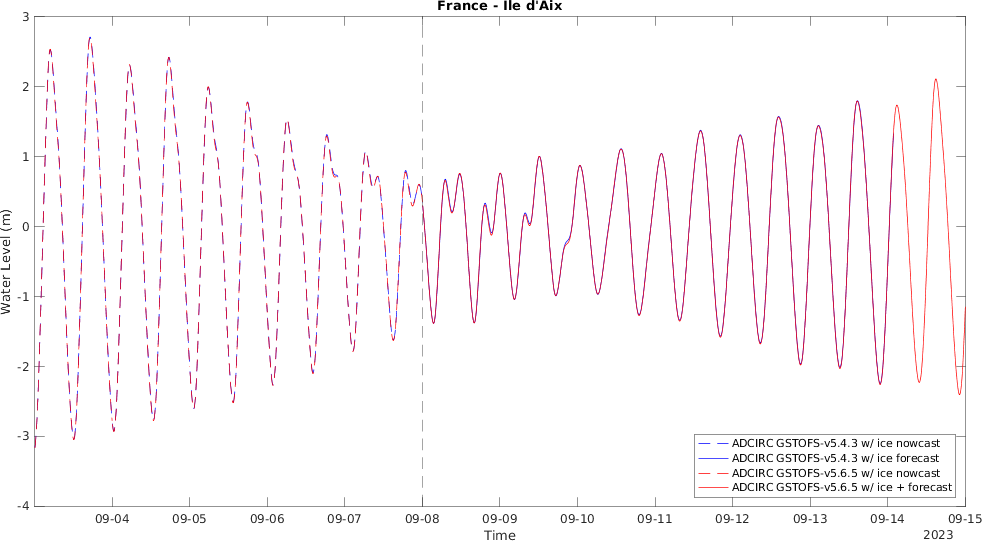 France - Ile d'Aix
3
2
1
0
-1
-2
-3
-4
Water Level (m)
ADCIRC GSTOFS-v5.4.3 w/ ice nowcast
ADCIRC GSTOFS-v5.4.3 w/ ice forecast
ADCIRC GSTOFS-v5.6.5 w/ ice nowcast
ADCIRC GSTOFS-v5.6.5 w/ ice + forecast
09-04 09-05 09-06 09-07 09-08 09-09 09-10 09-11 09-12 09-13 09-14 09-15
Time
2023